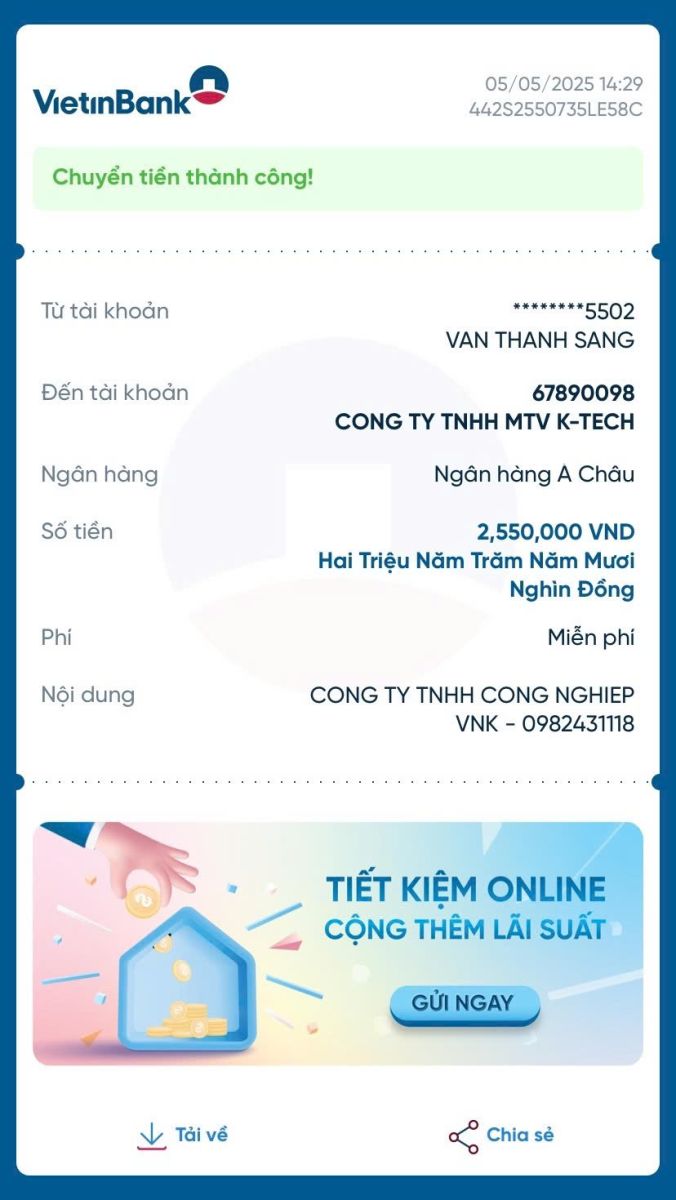 VietinBank
05/05/2025 14:29
442S2550735LE58C
Chuyển tiền thành công!
Từ tài khoản
********5502
VAN THANH SANG
Đến tài khoản
67890098
CONG TY TNHH MTV K-TECH
Ngân hàng
Ngân hàng A Châu
Số tiền
2,550,000 VND
Hai Triệu Năm Trăm Năm Mươi
Nghìn Đồng
Phí
Miễn phí
Nội dung
CONG TY TNHH CONG NGHIEP
VNK - 0982431118
TIẾT KIỆM ONLINE
CỘNG THÊM LÃI SUẤT
GỬI NGAY
Tải về
Chia sẻ